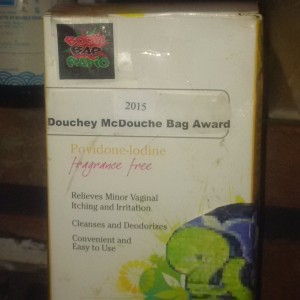 2015
Douchey McDouche Bag Award
Povidone-Iodine
fragrance free
Relieves Minor Vaginal
Itching and Irritation
Cleanses and Deodorizes
Convenient and
Easy to Use